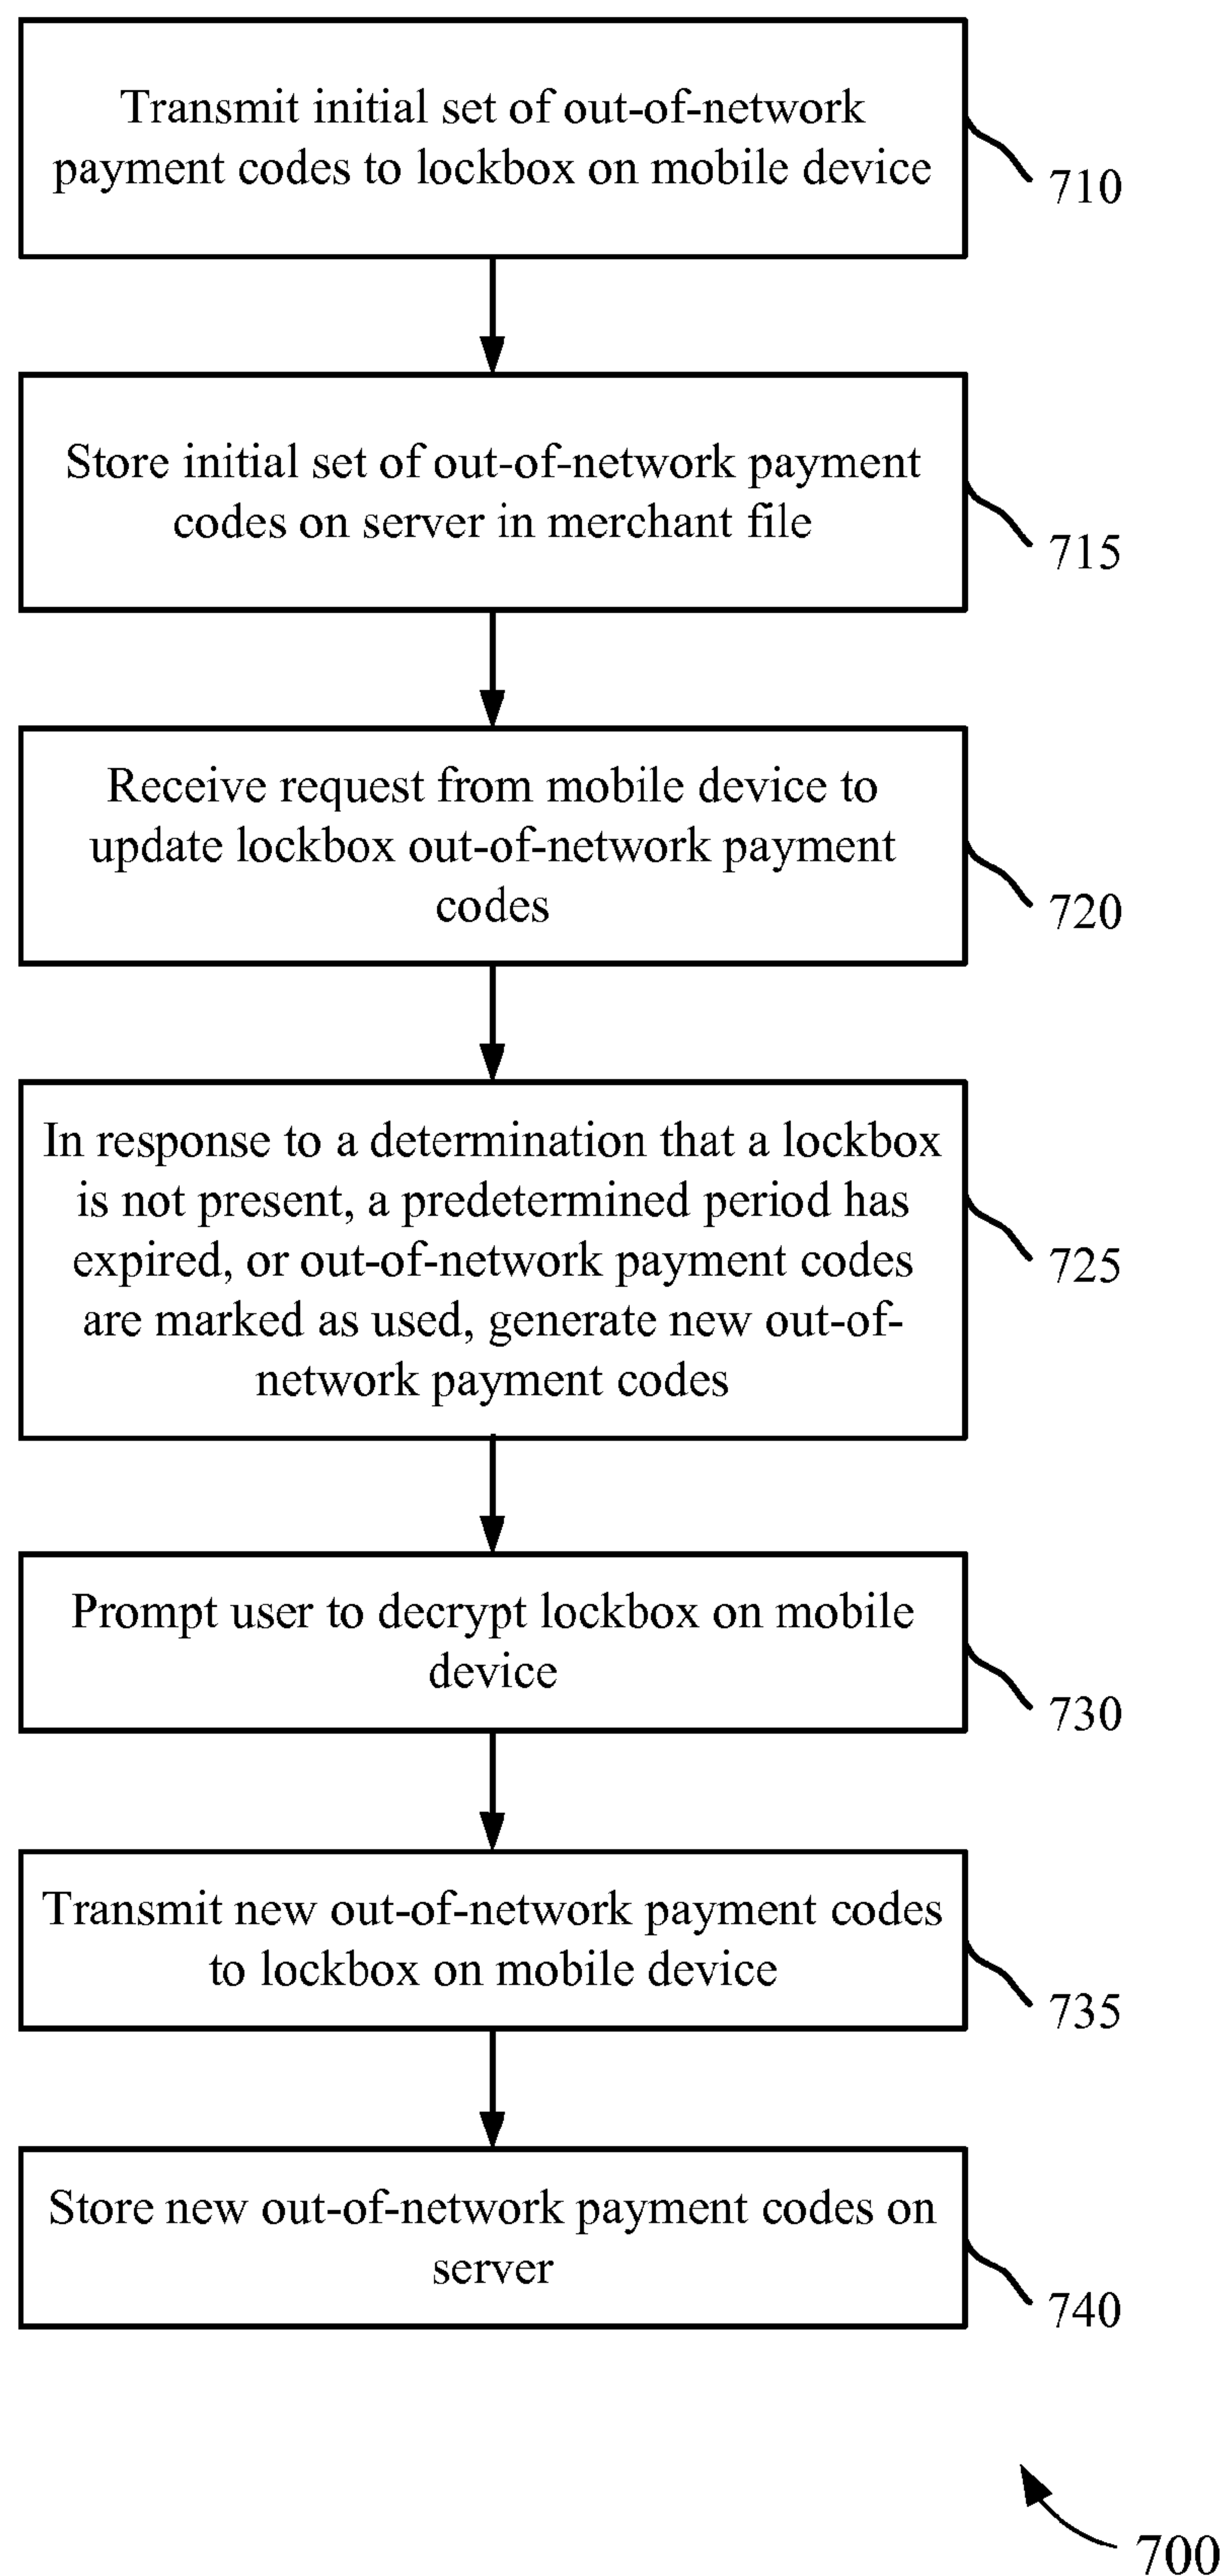 Transmit initial set of out-of-network
payment codes to lockbox on mobile device
710
Store initial set of out-of-network payment
codes on server in merchant file
715
Receive request from mobile device to
update lockbox out-of-network payment
codes
720
In response to a determination that a lockbox
is not present, a predetermined period has
expired, or out-of-network payment codes
are marked as used, generate new out-of-
network payment codes
725
Prompt user to decrypt lockbox on mobile
device
730
Transmit new out-of-network payment codes
to lockbox on mobile device
735
Store new out-of-network payment codes on
server
740
700